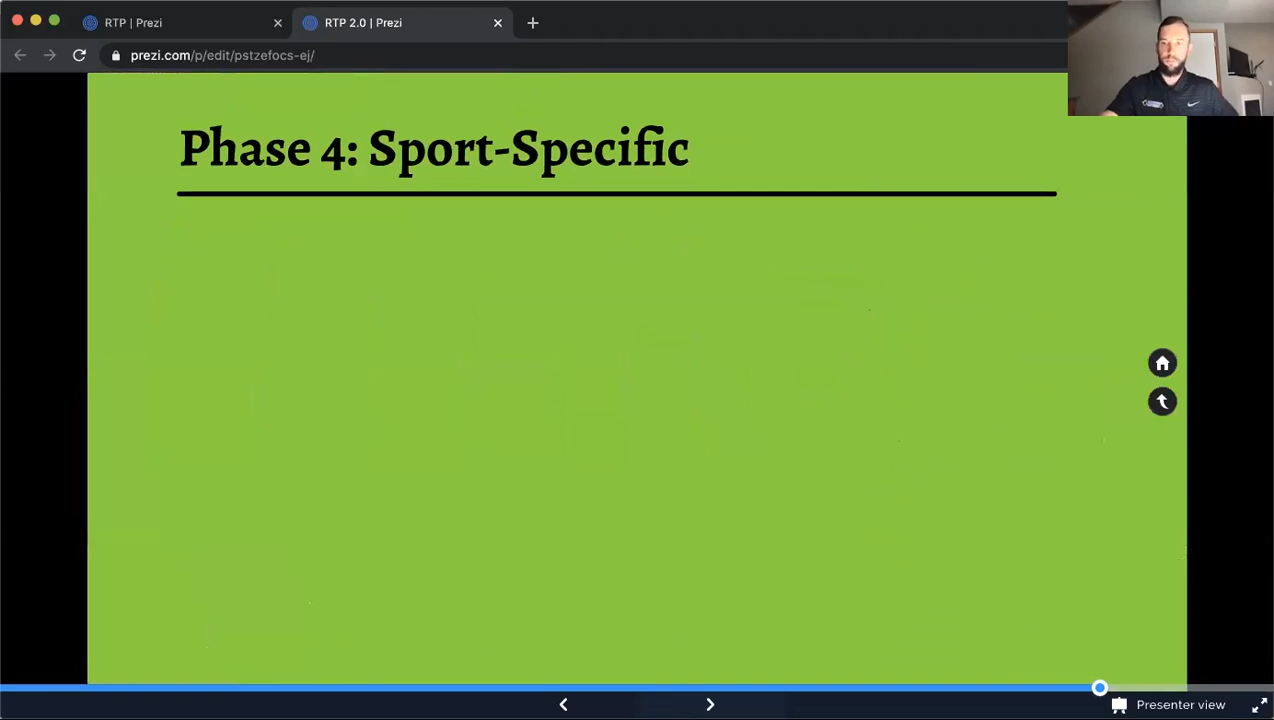 RTP | Prezi
RTP 2.0 | Prezi
prezi.com/p/edit/pstzefocs-ej/
Phase 4: Sport-Specific
Presenter view